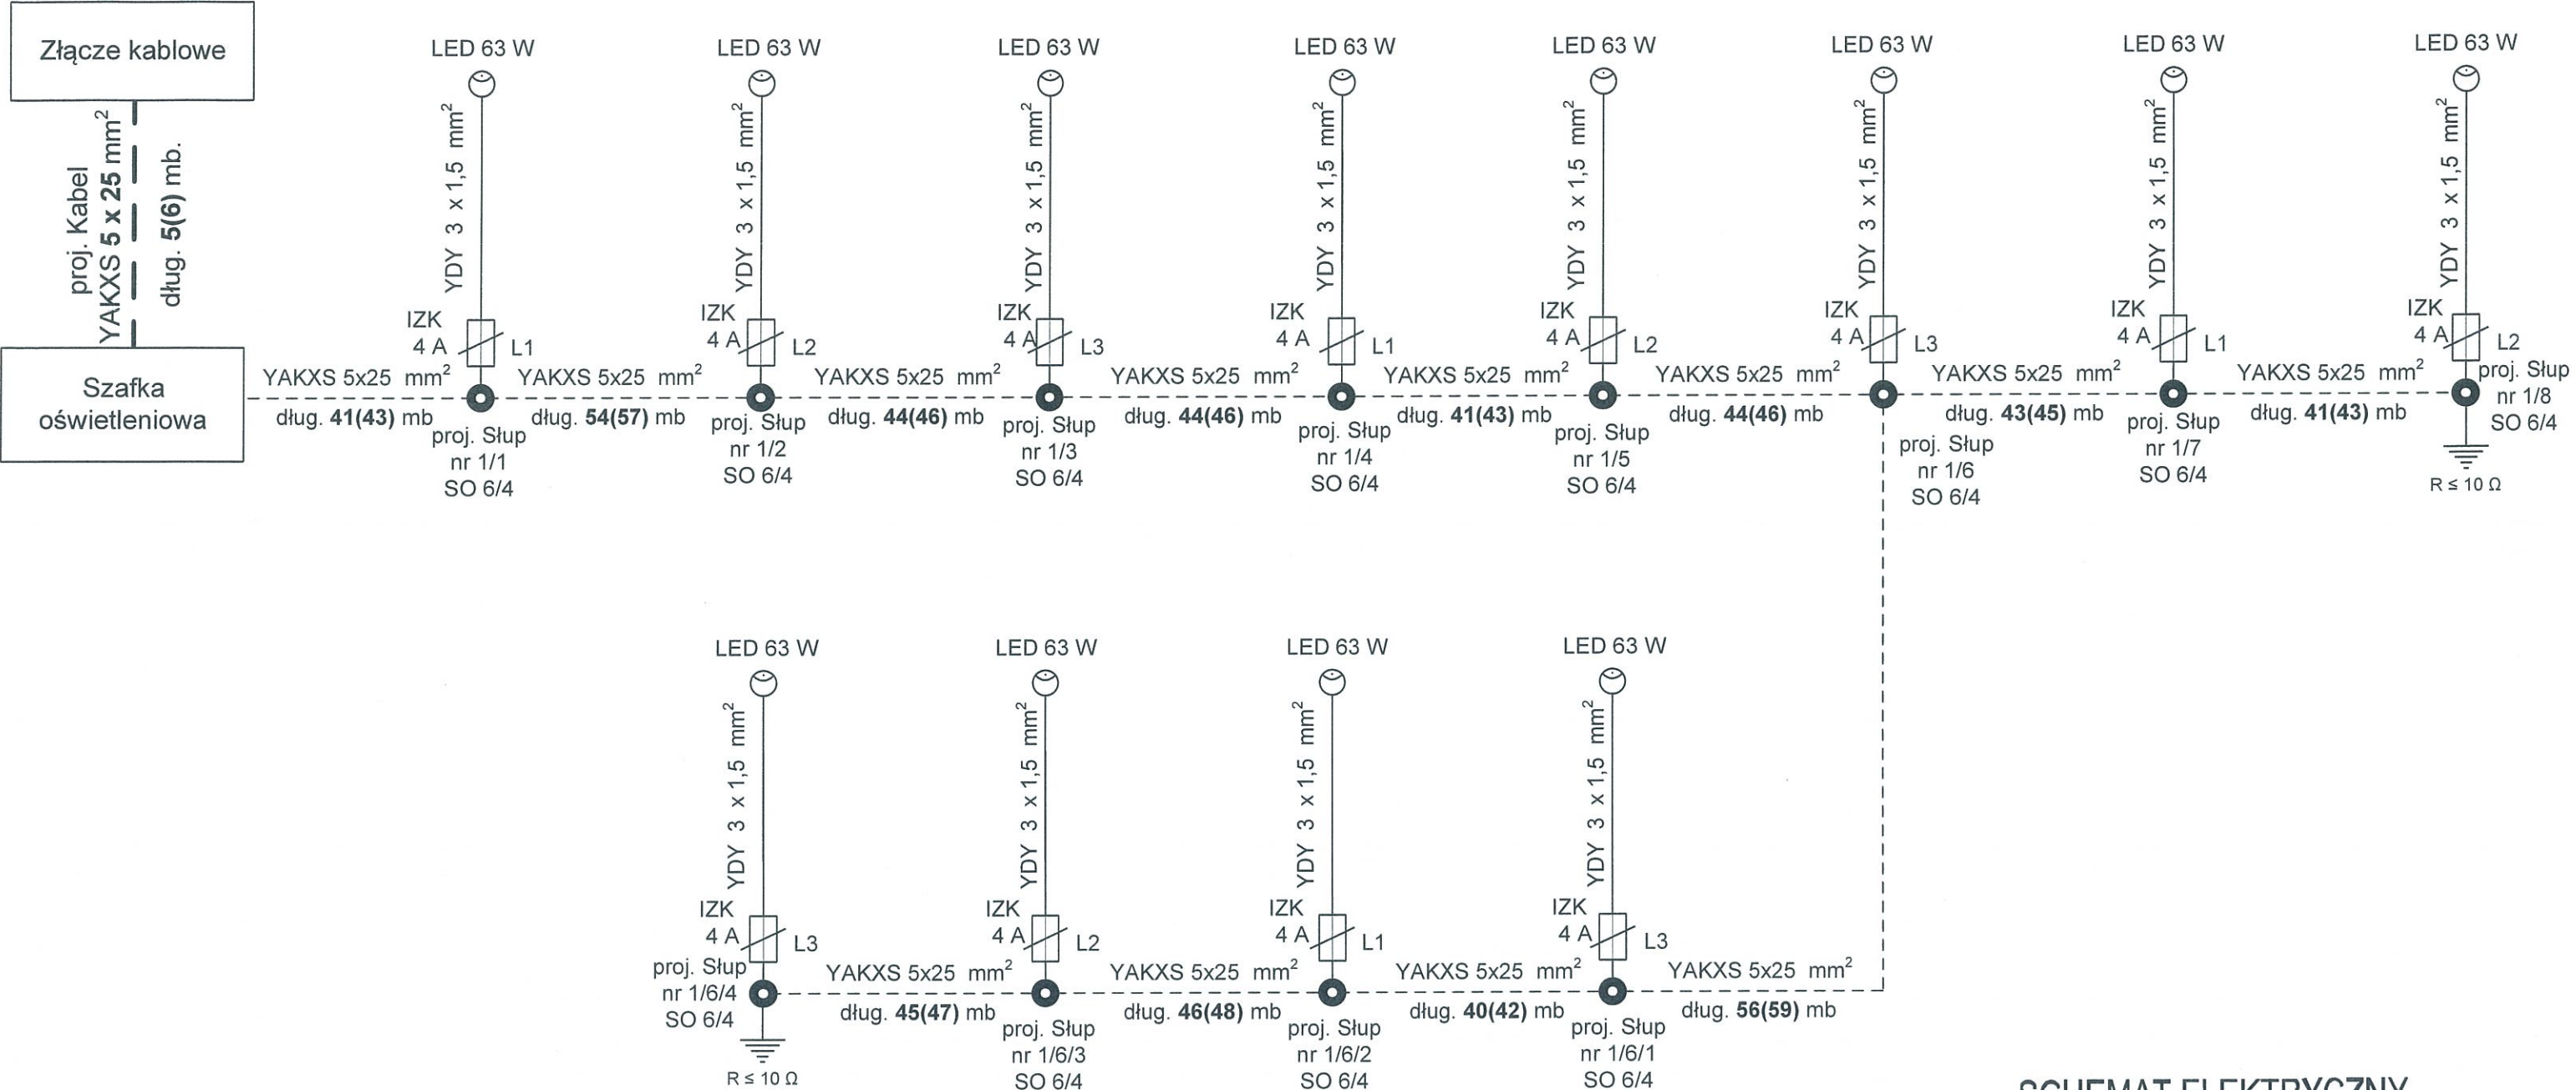 Złącze kablowe
proj. Kabel
YAKXS 5 x 25 mm²
dług. 5(6) mb.
Szafka
oświetleniowa
LED 63 W
YDY 3 x 1,5 mm²
IZK
4 A
L1
YAKXS 5x25 mm²
dług. 41(43) mb
proj. Słup
nr 1/1
SO 6/4
LED 63 W
YDY 3 x 1,5 mm²
IZK
4 A
L2
YAKXS 5x25 mm²
dług. 54(57) mb
proj. Słup
nr 1/2
SO 6/4
LED 63 W
YDY 3 x 1,5 mm²
IZK
4 A
L3
YAKXS 5x25 mm²
dług. 44(46) mb
proj. Słup
nr 1/3
SO 6/4
LED 63 W
YDY 3 x 1,5 mm²
IZK
4 A
L1
YAKXS 5x25 mm²
dług. 44(46) mb
proj. Słup
nr 1/4
SO 6/4
LED 63 W
YDY 3 x 1,5 mm²
IZK
4 A
L2
YAKXS 5x25 mm²
dług. 41(43) mb
proj. Słup
nr 1/5
SO 6/4
LED 63 W
YDY 3 x 1,5 mm²
IZK
4 A
L3
YAKXS 5x25 mm²
dług. 44(46) mb
proj. Słup
nr 1/6
SO 6/4
LED 63 W
YDY 3 x 1,5 mm²
IZK
4 A
L1
YAKXS 5x25 mm²
dług. 43(45) mb
proj. Słup
nr 1/7
SO 6/4
LED 63 W
YDY 3 x 1,5 mm²
IZK
4 A
L2
YAKXS 5x25 mm²
dług. 41(43) mb
proj. Słup
nr 1/8
SO 6/4
R ≤ 10 Ω
LED 63 W
YDY 3 x 1,5 mm²
IZK
4 A
L3
proj. Słup
nr 1/6/4
SO 6/4
R ≤ 10 Ω
YAKXS 5x25 mm²
dług. 45(47) mb
LED 63 W
YDY 3 x 1,5 mm²
IZK
4 A
L2
proj. Słup
nr 1/6/3
SO 6/4
YAKXS 5x25 mm²
dług. 46(48) mb
LED 63 W
YDY 3 x 1,5 mm²
IZK
4 A
L1
proj. Słup
nr 1/6/2
SO 6/4
YAKXS 5x25 mm²
dług. 40(42) mb
LED 63 W
YDY 3 x 1,5 mm²
IZK
4 A
L3
proj. Słup
nr 1/6/1
SO 6/4
YAKXS 5x25 mm²
dług. 56(59) mb
SCHEMAT ELEKTRYCZNY